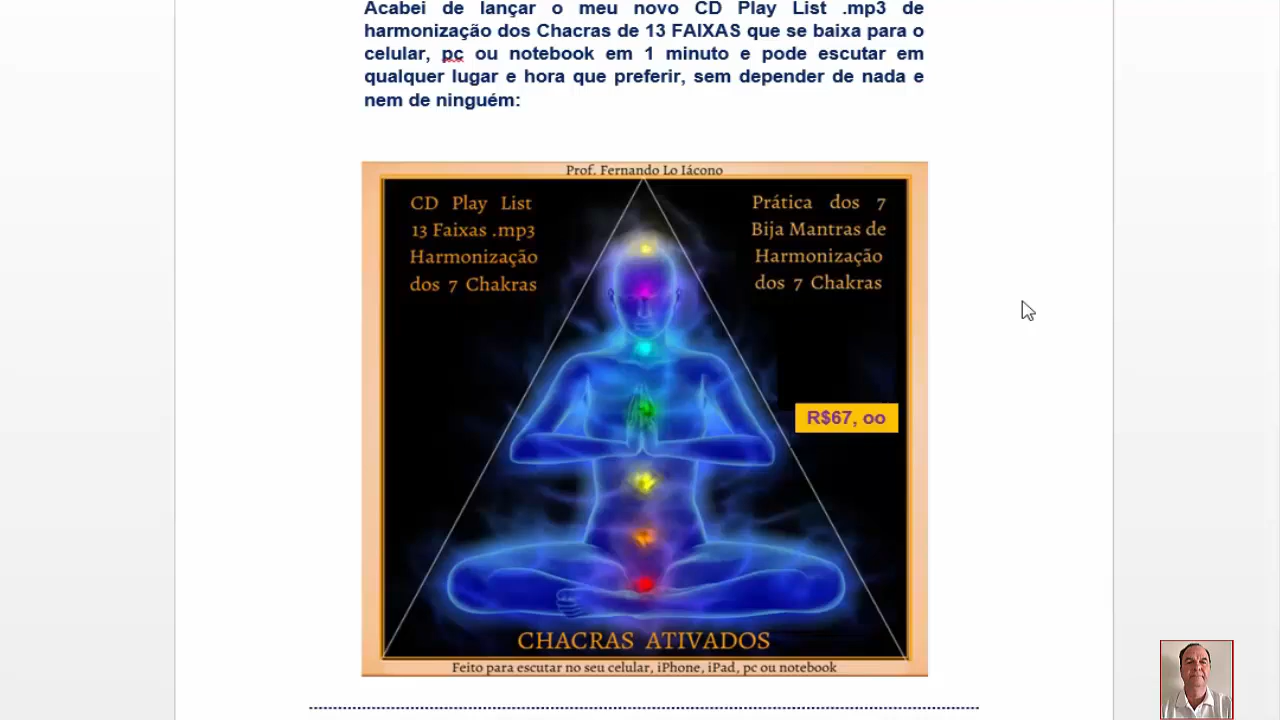 Acabei de lançar o meu novo CD Play List .mp3 de
harmonização dos Chacras de 13 FAIXAS que se baixa para o
celular, pc ou notebook em 1 minuto e pode escutar em
qualquer lugar e hora que preferir, sem depender de nada e
nem de ninguém:
Prof. Fernando Lo Iácono
CD Play List
13 Faixas .mp3
Harmonização
dos 7 Chakras
Prática dos 7
Bija Mantras de
Harmonização
dos 7 Chakras
R$67, oo
CHACRAS ATIVADOS
Feito para escutar no seu celular, iPhone, iPad, pc ou notebook